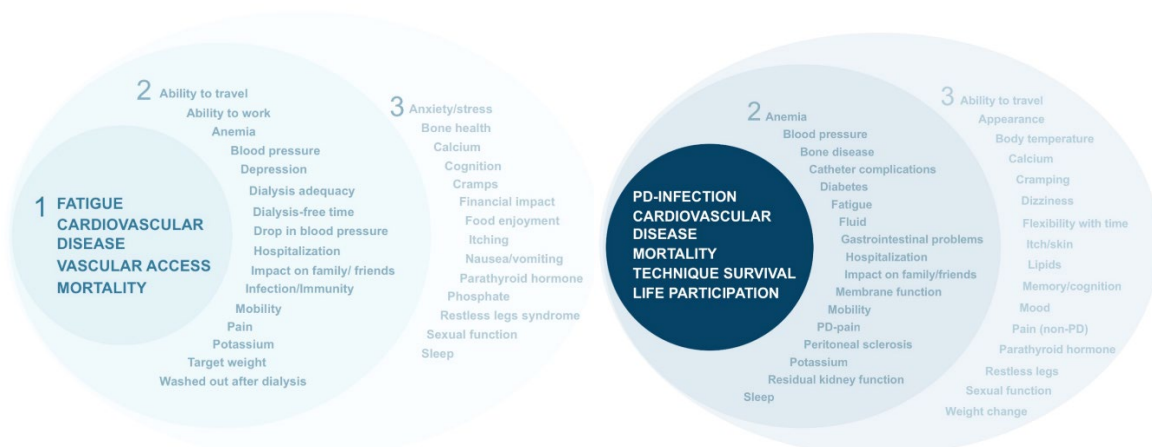 1 FATIGUE
CARDIOVASCULAR
DISEASE
VASCULAR ACCESS
MORTALITY
2 Ability to travel
Ability to work
Anemia
Blood pressure
Depression
Dialysis adequacy
Dialysis-free time
Drop in blood pressure
Hospitalization
Impact on family/ friends
Infection/Immunity
Mobility
Pain
Potassium
Target weight
Washed out after dialysis
3 Anxiety/stress
Bone health
Calcium
Cognition
Cramps
Financial impact
Food enjoyment
Itching
Nausea/vomiting
Parathyroid hormone
Phosphate
Restless legs syndrome
Sexual function
Sleep
PD-INFECTION
CARDIOVASCULAR
DISEASE
MORTALITY
TECHNIQUE SURVIVAL
LIFE PARTICIPATION
2 Anemia
Blood pressure
Bone disease
Catheter complications
Diabetes
Fatigue
Fluid
Gastrointestinal problems
Hospitalization
Impact on family/friends
Membrane function
Mobility
PD-pain
Peritoneal sclerosis
Potassium
Residual kidney function
Sleep
3 Ability to travel
Appearance
Body temperature
Calcium
Cramping
Dizziness
Flexibility with time
Itch/skin
Lipids
Memory/cognition
Mood
Pain (non-PD)
Parathyroid hormone
Restless legs
Sexual function
Weight change